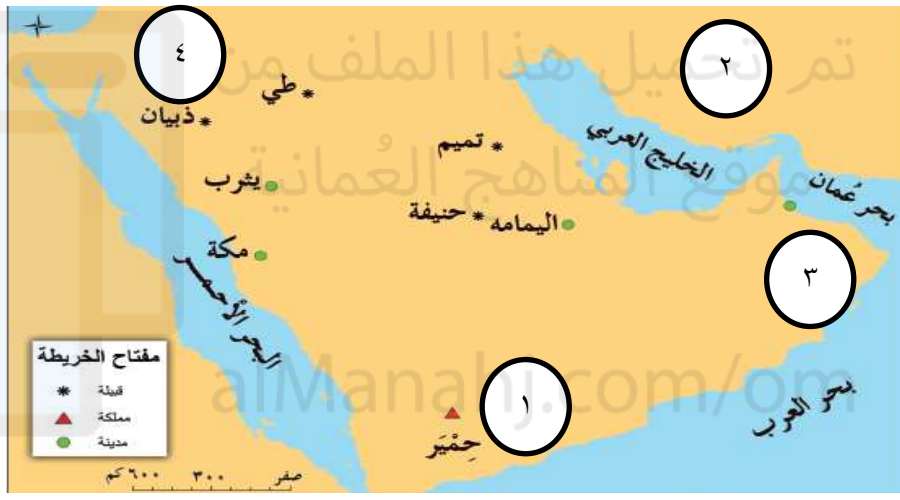 ٤
٢
تم تحميل هذا الملف من
طي
ذبيان
تميم
الخليج العربي
موقع المناهج العُمانية
بحر عُمان
يثرب
حنيفة
اليمامه
مكة
٣
البحر الأحمر
مفتاح الخريطة
قبيلة
مملكة
مدينة
alManahj.com/om
١
حِمْيَر
بحر العرب
صفر ٣٠٠ ٦٠٠ كم